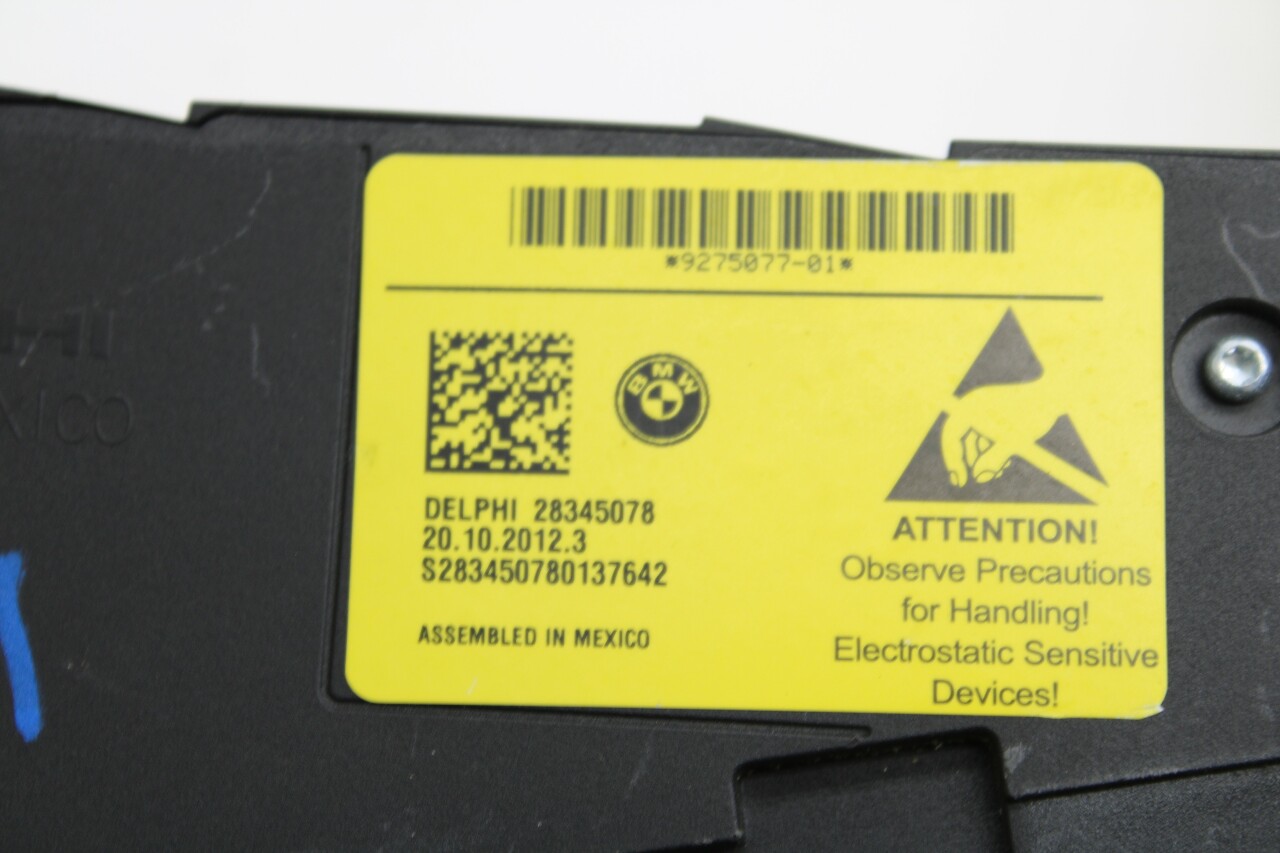 *9275077-01*
BMW
DELPHI 28345078
20.10.2012.3
S283450780137642
ASSEMBLED IN MEXICO
ATTENTION!
Observe Precautions
for Handling!
Electrostatic Sensitive
Devices!